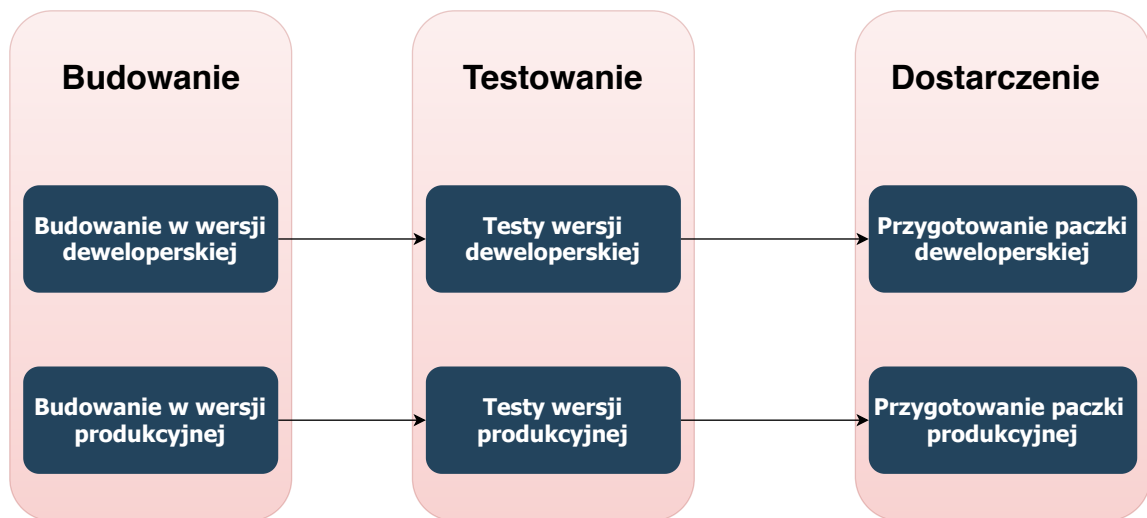 Budowanie
Testowanie
Dostarczenie
Budowanie w wersji
deweloperskiej
Testy wersji
deweloperskiej
Przygotowanie paczki
deweloperskiej
Budowanie w wersji
produkcyjnej
Testy wersji
produkcyjnej
Przygotowanie paczki
produkcyjnej